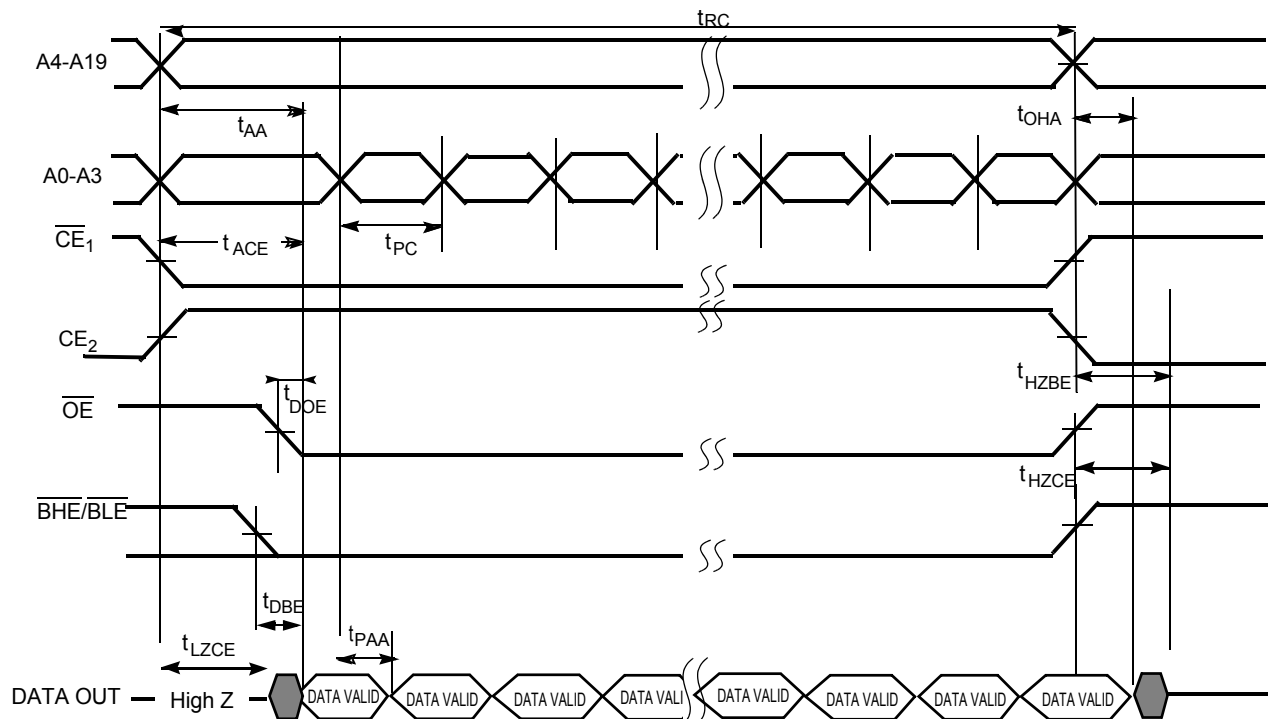 tRC
A4-A19
tAA
tOHA
A0-A3
CE1
tACE
tPC
CE2
tHZBE
tDOE
OE
tHZCE
BHE/BLE
tDBE
tPAA
tLZCE
DATA OUT High Z DATA VALID DATA VALID DATA VALID DATA VALI DATA VALID DATA VALID DATA VALID DATA VALID